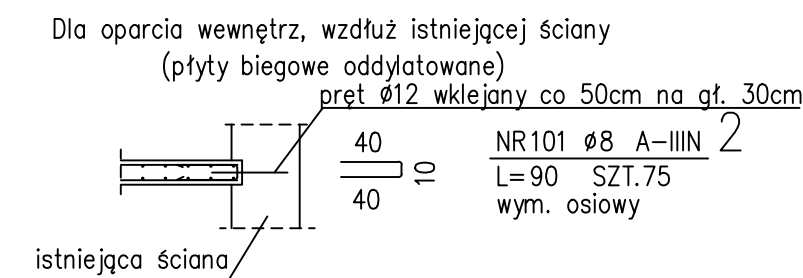 Dla oparcia wewnętrz, wzdłuż istniejącej ściany
(płyty biegowe oddylatowane)
pręt Ø12 wklejany co 50cm na gł. 30cm
40
10
40
NR101 Ø8 A-IIIN 2
L=90 SZT.75
wym. osiowy
istniejąca ściana